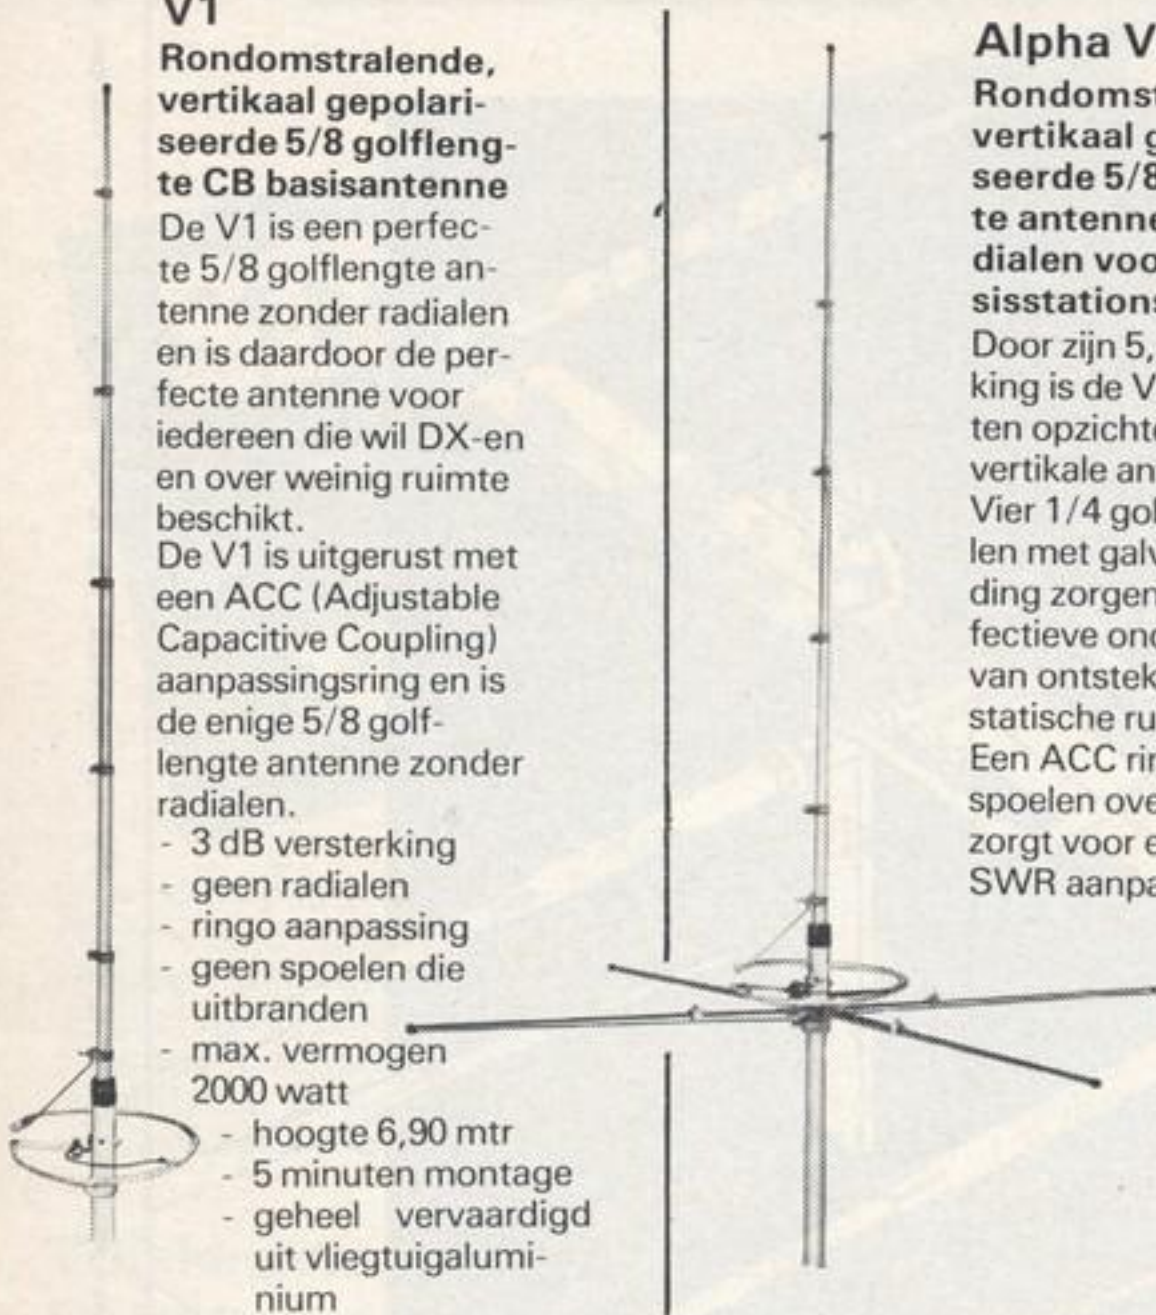 V1
Rondomstralende,
vertikaal gepolari-
seerde 5/8 golfleng-
te CB basisantenne
De V1 is een perfec-
te 5/8 golflengte an-
tenne zonder radialen
en is daardoor de per-
fecte antenne voor
iedereen die wil DX-en
en over weinig ruimte
beschikt.
De V1 is uitgerust met
een ACC (Adjustable
Capacitive Coupling)
aanpassingsring en is
de enige 5/8 golf-
lengte antenne zonder
radialen.
- 3 dB versterking
- geen radialen
- ringo aanpassing
- geen spoelen die
uitbranden
- max. vermogen
2000 watt
- hoogte 6,90 mtr
- 5 minuten montage
- geheel vervaardigd
uit vliegtuigalumi-
nium
Alpha V
Rondomst
vertikaal g
seerde 5/8
te antenne
dialen voo
sisstations
Door zijn 5,
king is de V
ten opzichte
vertikale an
Vier 1/4 gol
len met galv
ding zorgen
fectieve ond
van ontstek
statische ru
Een ACC rin
spoelen ove
zorgt voor e
SWR aanpa